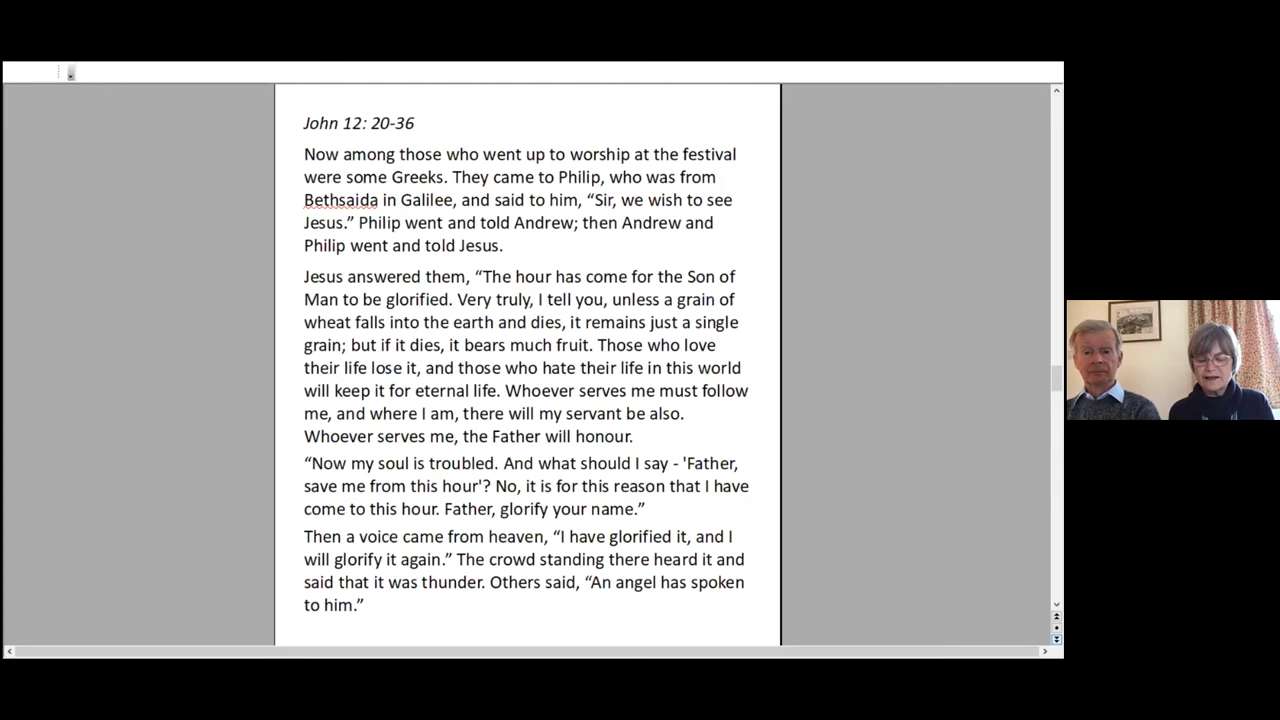 John 12: 20-36
Now among those who went up to worship at the festival
were some Greeks. They came to Philip, who was from
Bethsaida in Galilee, and said to him, “Sir, we wish to see
Jesus.” Philip went and told Andrew; then Andrew and
Philip went and told Jesus.
Jesus answered them, “The hour has come for the Son of
Man to be glorified. Very truly, I tell you, unless a grain of
wheat falls into the earth and dies, it remains just a single
grain; but if it dies, it bears much fruit. Those who love
their life lose it, and those who hate their life in this world
will keep it for eternal life. Whoever serves me must follow
me, and where I am, there will my servant be also.
Whoever serves me, the Father will honour.
“Now my soul is troubled. And what should I say - 'Father,
save me from this hour'? No, it is for this reason that I have
come to this hour. Father, glorify your name.”
Then a voice came from heaven, “I have glorified it, and I
will glorify it again.” The crowd standing there heard it and
said that it was thunder. Others said, “An angel has spoken
to him.”